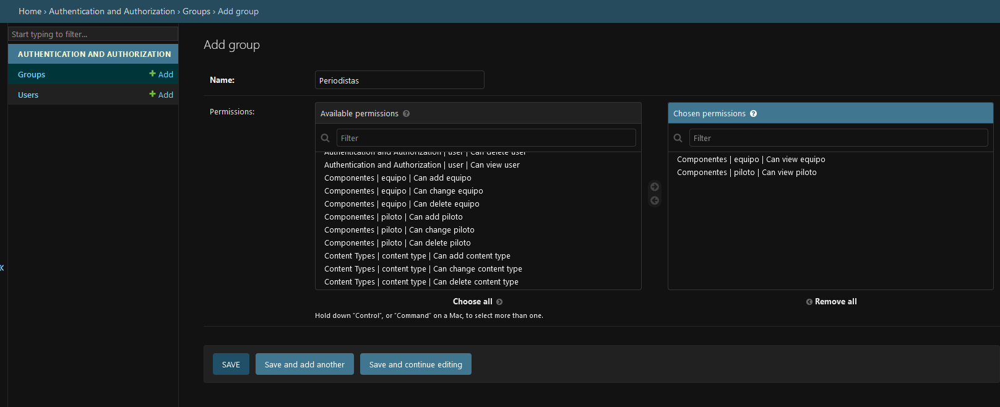 Home › Authentication and Authorization › Groups › Add group
Start typing to filter...
AUTHENTICATION AND AUTHORIZATION
Groups
Add
Users
Add
Add group
Name:
Periodistas
Permissions:
Available permissions
Filter
Authentication and Authorization | user | Can delete user
Authentication and Authorization | user | Can view user
Componentes | equipo | Can add equipo
Componentes | equipo | Can change equipo
Componentes | equipo | Can delete equipo
Componentes | piloto | Can add piloto
Componentes | piloto | Can change piloto
Componentes | piloto | Can delete piloto
Content Types | content type | Can add content type
Content Types | content type | Can change content type
Content Types | content type | Can delete content type
Choose all
Hold down “Control”, or “Command” on a Mac, to select more than one.
Chosen permissions
Filter
Componentes | equipo | Can view equipo
Componentes | piloto | Can view piloto
Remove all
SAVE
Save and add another
Save and continue editing